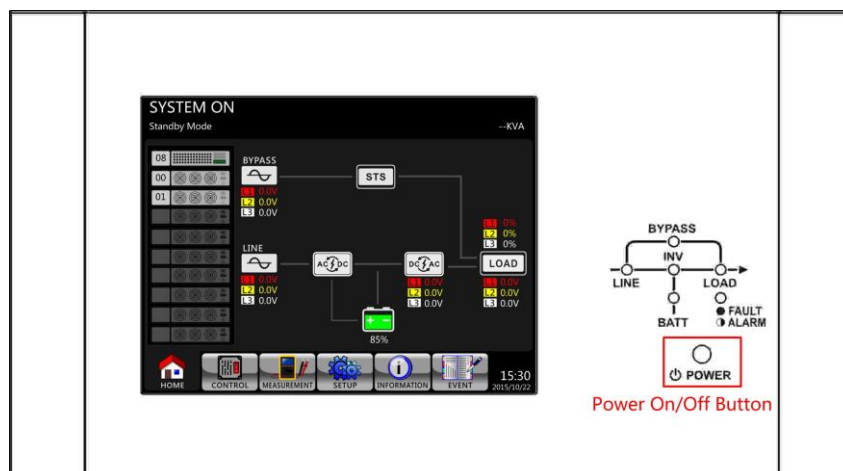 SYSTEM ON
Standby Mode
--KVA
08
00
01
BYPASS
L1 0.0V
L2 0.0V
L3 0.0V
STS
L1 0%
L2 0%
L3 0%
LINE
L1 0.0V
L2 0.0V
L3 0.0V
AC DC
DC AC
L1 0.0V
L2 0.0V
L3 0.0V
LOAD
L1 0.0V
L2 0.0V
L3 0.0V
85%
HOME
CONTROL
MEASUREMENT
SETUP
INFORMATION
EVENT
15:30
2015/10/22
BYPASS
INV
LINE
LOAD
BATT
FAULT
ALARM
POWER
Power On/Off Button